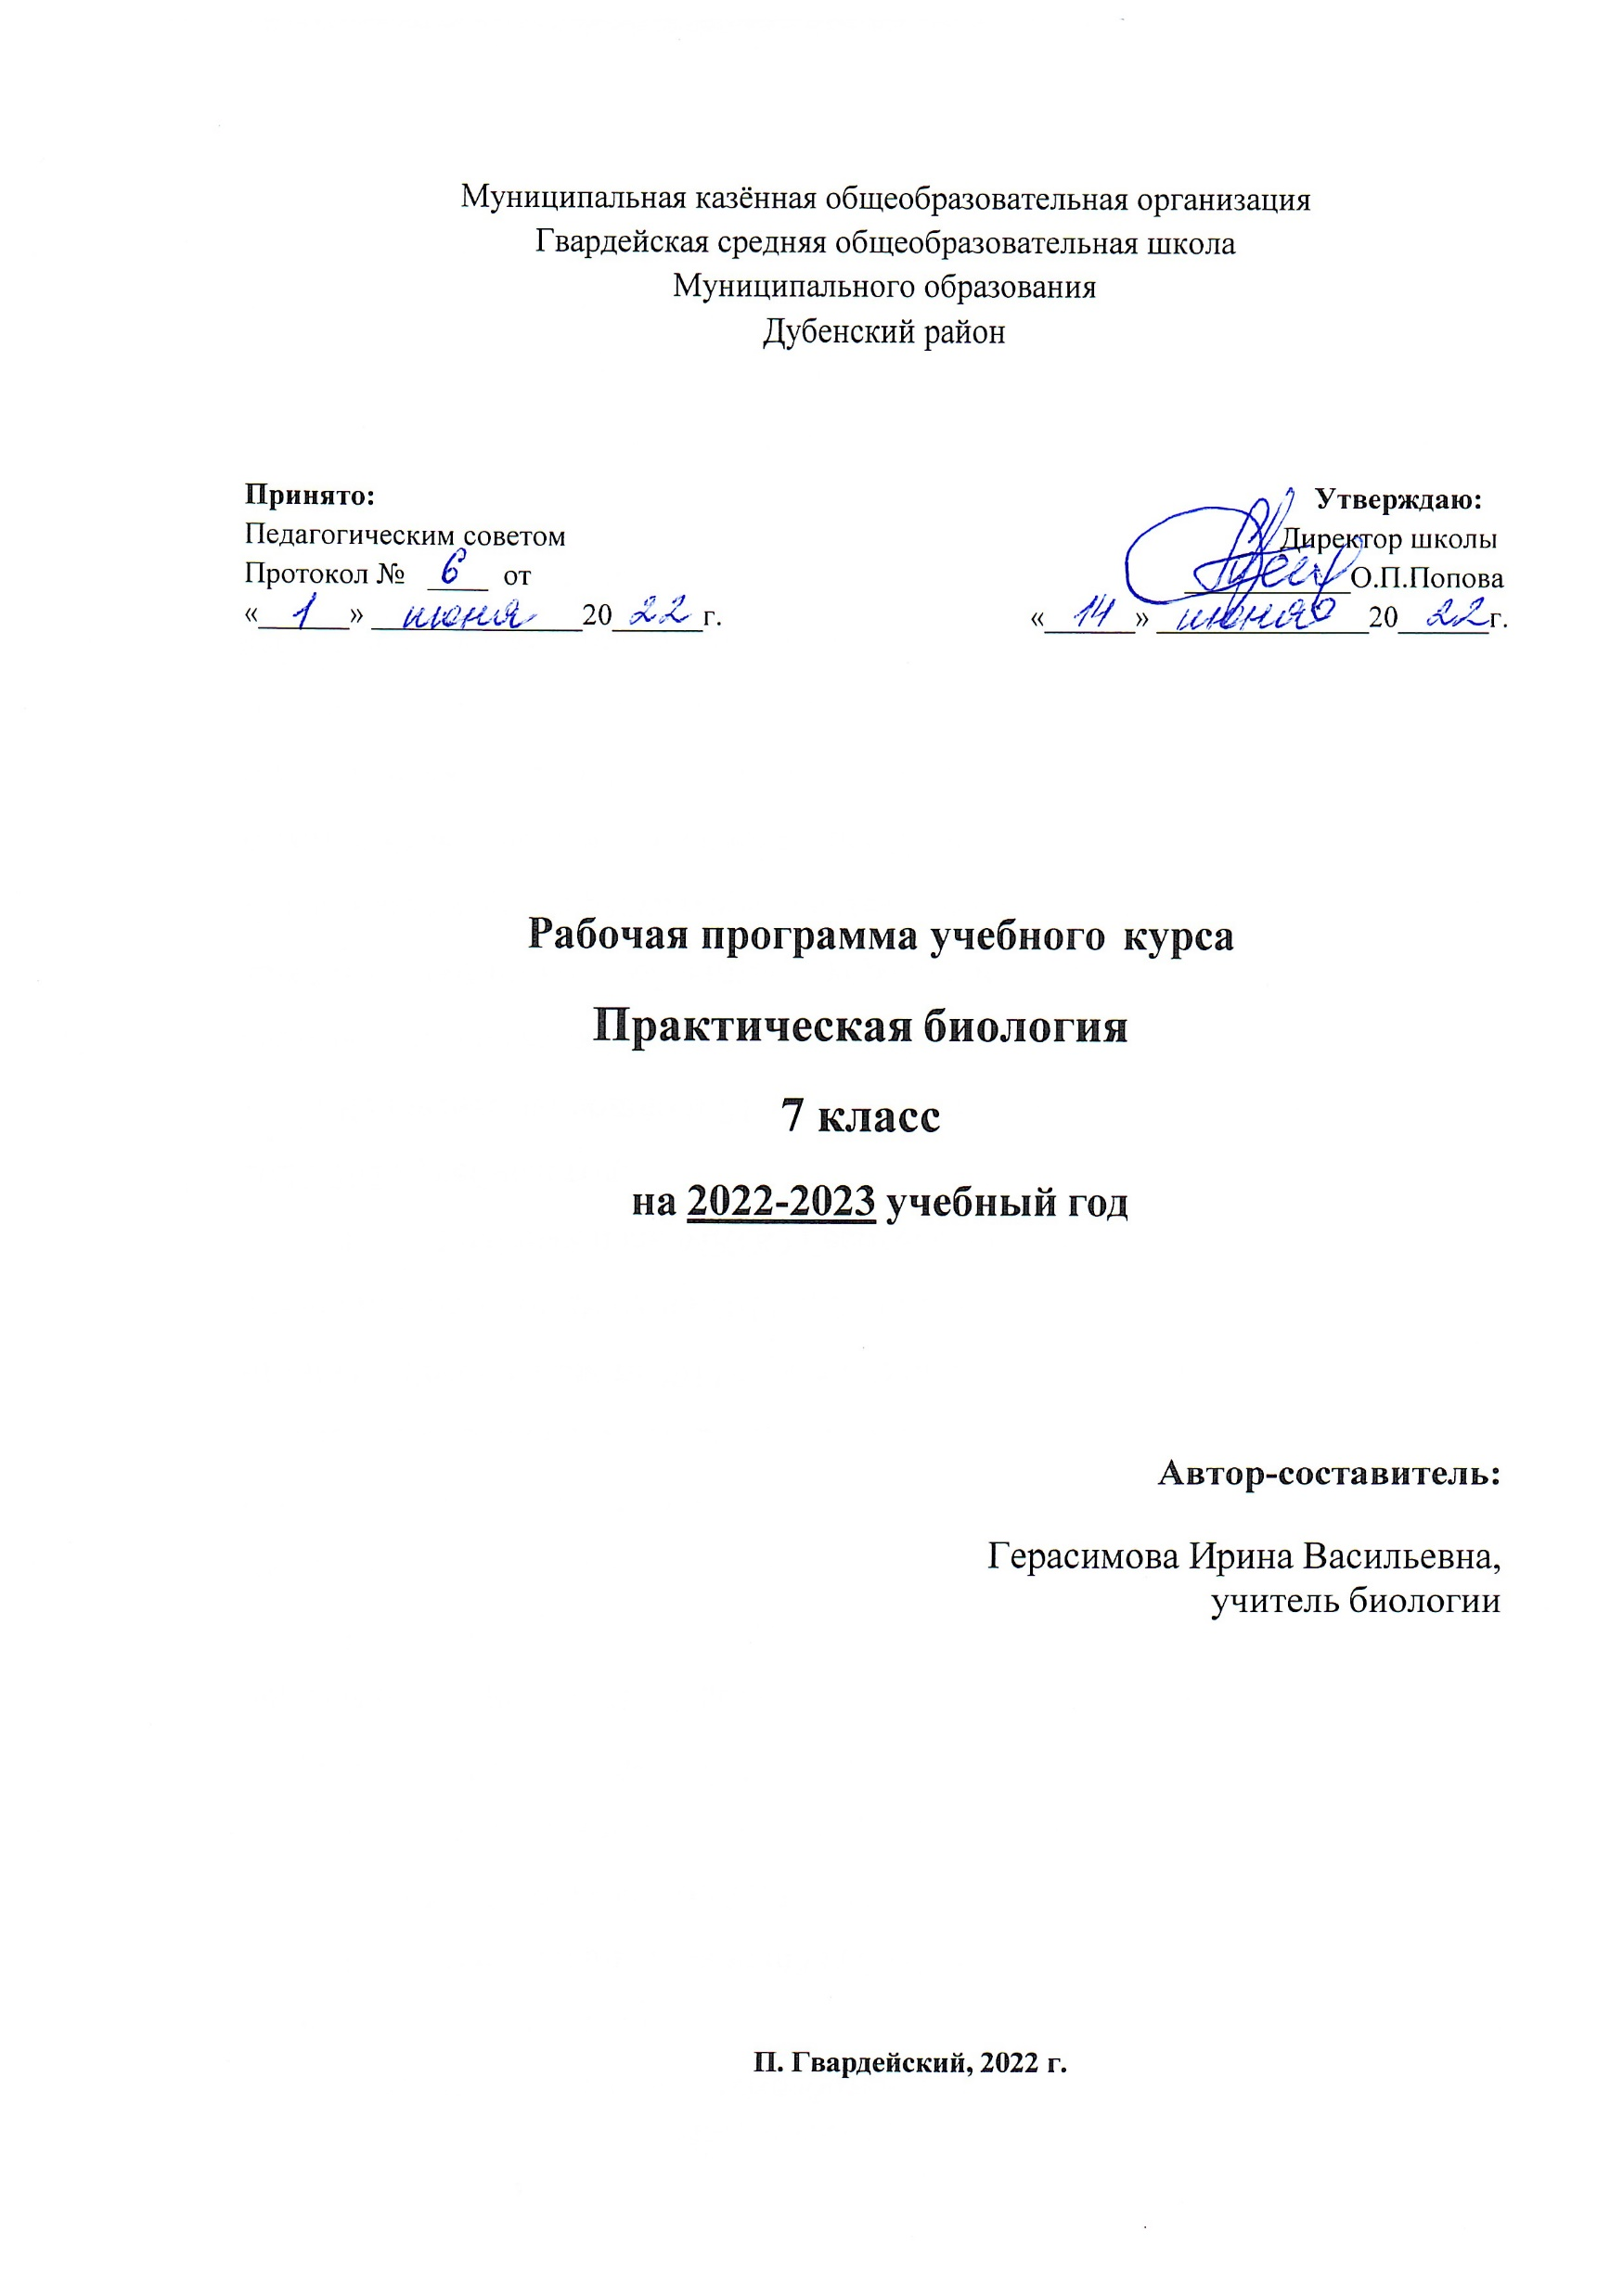 Муниципальная казённая общеобразовательная организация
Гвардейская средняя общеобразовательная школа
Муниципального образования
Дубенский район
Принято:
Педагогическим советом
Протокол № 6 от
«1» июня 2022 г.
Утверждаю:
Директор школы
О.П.Попова
«14» июня 2022г.
Рабочая программа учебного курса
Практическая биология
7 класс
на 2022-2023 учебный год
Автор-составитель:
Герасимова Ирина Васильевна,
учитель биологии
П. Гвардейский, 2022 г.